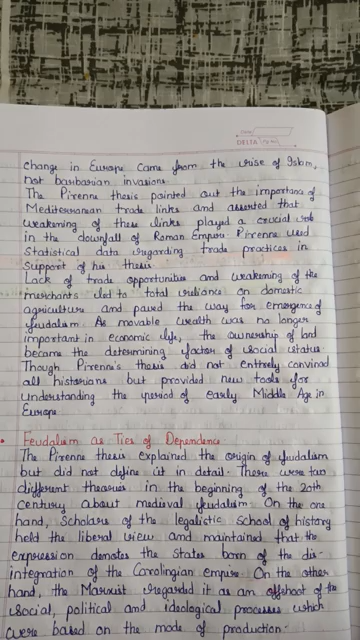 DELTA
change in Europe came from the rise of Islam,
not barbarian invasions.
The Pirenne thesis pointed out the importance of
Mediterranean trade links and asserted that
weakening of these links played a crucial role
in the downfall of Roman Empire. Pirenne used
Statistical data regarding trade practices in
support of his thesis
Lack of trade opportunities and weakening of the
merchants led to total reliance on domestic
agriculture and paved the way for emergence of
feudalism. As movable wealth was no longer
important in economic life, the ownership of land
became the determining factor of social status.
Though Pirenne's thesis did not entirely convinced
all historians but provided new tools for
understanding the period of early Middle Age in
Europe
• Feudalism as Ties of Dependence:
The Pirenne thesis explained the origin of feudalism
but did not define it in detail. There were two
different theories in the beginning of the 20th
century about medieval feudalism. On the one
hand, Scholars of the legalistic school of history
held the liberal view and maintained that the
expression denotes the States born of the dis-
integration of the Carolingian empire. On the other
hand, the Marxist regarded it as an offshoot of the
social, political and ideological processes which
were based on the mode of production.